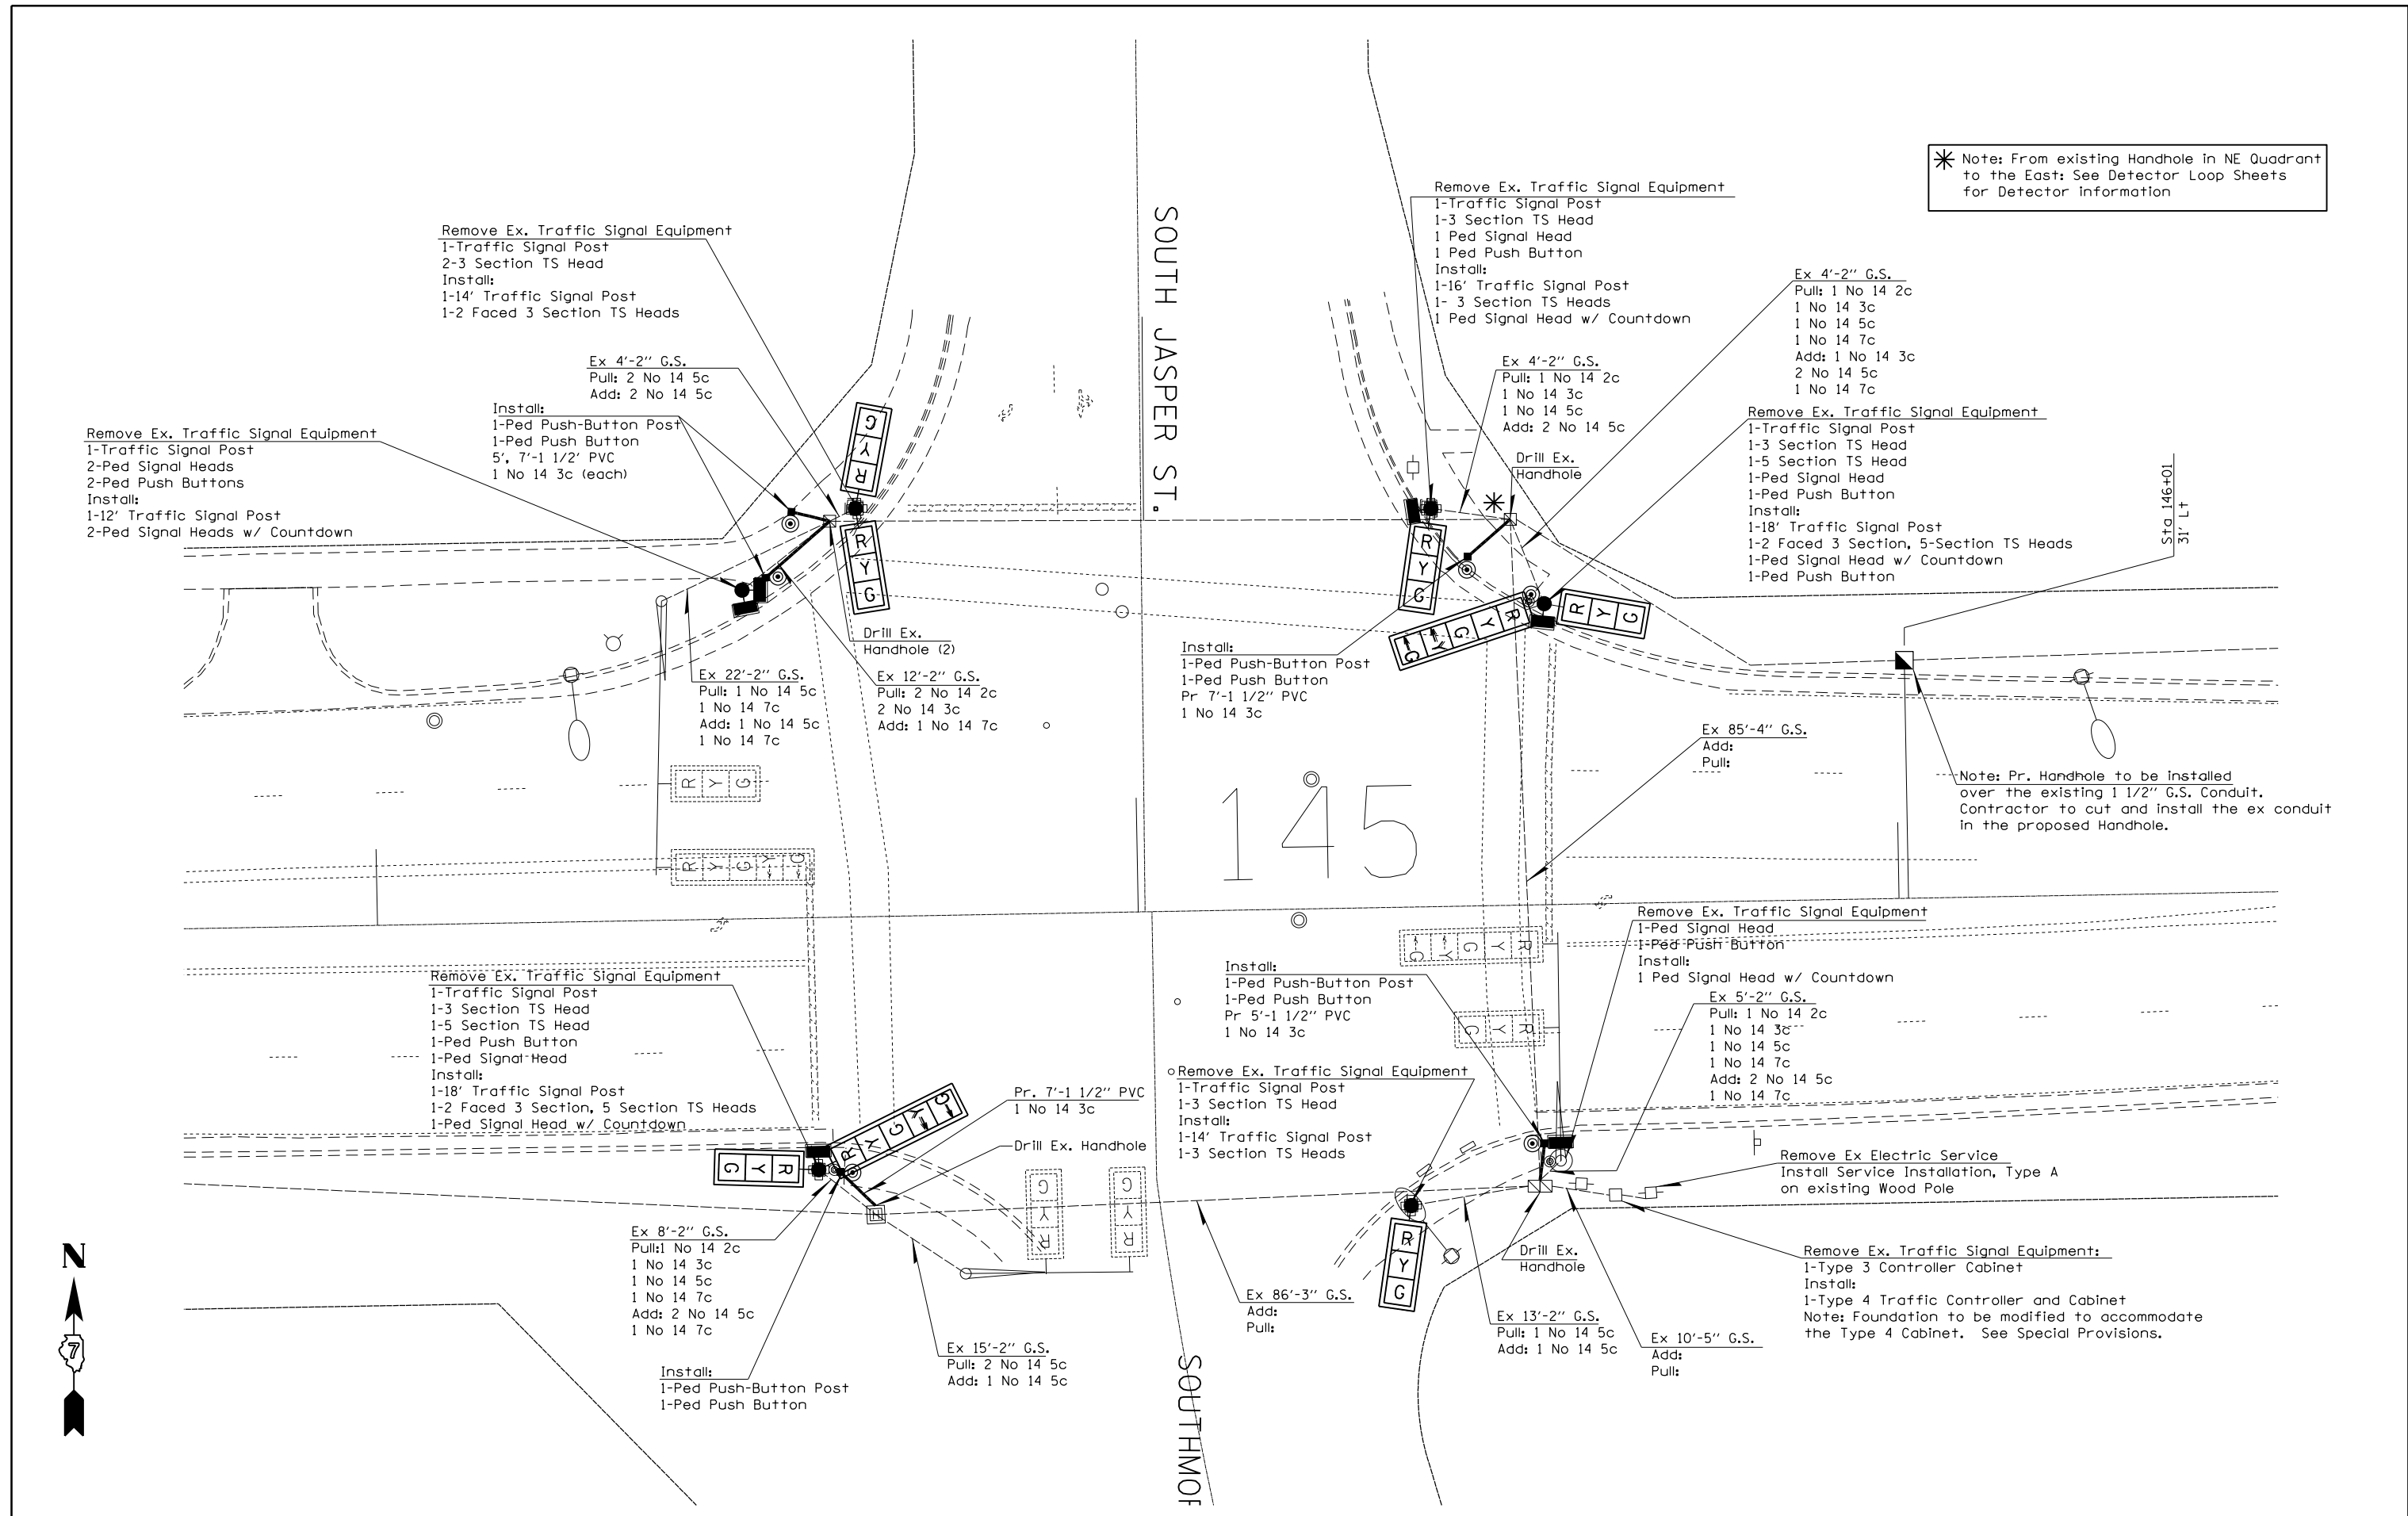 Note: From existing Handhole in NE Quadrant
to the East: See Detector Loop Sheets
for Detector information
Remove Ex. Traffic Signal Equipment
1-Traffic Signal Post
1-3 Section TS Head
1 Ped Signal Head
1 Ped Push Button
Install:
1-16' Traffic Signal Post
1- 3 Section TS Heads
1 Ped Signal Head w/ Countdown
Remove Ex. Traffic Signal Equipment
1-Traffic Signal Post
2-3 Section TS Head
Install:
1-14' Traffic Signal Post
1-2 Faced 3 Section TS Heads
SOUTH JASPER ST.
Ex 4'-2" G.S.
Pull: 1 No 14 2c
1 No 14 3c
1 No 14 5c
1 No 14 7c
Add: 1 No 14 3c
2 No 14 5c
1 No 14 7c
Ex 4'-2" G.S.
Pull: 2 No 14 5c
Add: 2 No 14 5c
Ex 4'-2" G.S.
Pull: 1 No 14 2c
1 No 14 3c
1 No 14 5c
Add: 2 No 14 5c
Install:
1-Ped Push-Button Post
1-Ped Push Button
5', 7'-1 1/2' PVC
1 No 14 3c (each)
Remove Ex. Traffic Signal Equipment
1-Traffic Signal Post
2-Ped Signal Heads
2-Ped Push Buttons
Install:
1-12' Traffic Signal Post
2-Ped Signal Heads w/ Countdown
Remove Ex. Traffic Signal Equipment
1-Traffic Signal Post
1-3 Section TS Head
1-5 Section TS Head
1-Ped Signal Head
1-Ped Push Button
Install:
1-18' Traffic Signal Post
1-2 Faced 3 Section, 5-Section TS Heads
1-Ped Signal Head w/ Countdown
1-Ped Push Button
Drill Ex.
Handhole
Sta 146+01
31' Lt
G Y R
R Y G
R Y G
G Y G Y R
R Y G
Drill Ex.
Handhole (2)
Install:
1-Ped Push-Button Post
1-Ped Push Button
Pr 7'-1 1/2" PVC
1 No 14 3c
Ex 22'-2" G.S.
Pull: 1 No 14 5c
1 No 14 7c
Add: 1 No 14 5c
1 No 14 7c
Ex 12'-2" G.S.
Pull: 2 No 14 2c
2 No 14 3c
Add: 1 No 14 7c
Ex 85'-4" G.S.
Add:
Pull:
Note: Pr. Handhole to be installed
over the existing 1 1/2" G.S. Conduit.
Contractor to cut and install the ex conduit
in the proposed Handhole.
R Y G
R Y G Y G
145
Remove Ex. Traffic Signal Equipment
1-Ped Signal Head
1-Ped Push Button
Install:
1 Ped Signal Head w/ Countdown
G Y G Y R
G Y R
Install:
1-Ped Push-Button Post
1-Ped Push Button
Pr 5'-1 1/2" PVC
1 No 14 3c
Remove Ex. Traffic Signal Equipment
1-Traffic Signal Post
1-3 Section TS Head
1-5 Section TS Head
1-Ped Push Button
1-Ped Signal Head
Install:
1-18' Traffic Signal Post
1-2 Faced 3 Section, 5 Section TS Heads
1-Ped Signal Head w/ Countdown
Ex 5'-2" G.S.
Pull: 1 No 14 2c
1 No 14 3c
1 No 14 5c
1 No 14 7c
Add: 2 No 14 5c
1 No 14 7c
Remove Ex. Traffic Signal Equipment
1-Traffic Signal Post
1-3 Section TS Head
Install:
1-14' Traffic Signal Post
1-3 Section TS Heads
Pr. 7'-1 1/2" PVC
1 No 14 3c
Drill Ex. Handhole
R Y G Y G
G Y R
G Y R
G Y R
Remove Ex Electric Service
Install Service Installation, Type A
on existing Wood Pole
Ex 8'-2" G.S.
Pull:1 No 14 2c
1 No 14 3c
1 No 14 5c
1 No 14 7c
Add: 2 No 14 5c
1 No 14 7c
R Y G
Drill Ex.
Handhole
Remove Ex. Traffic Signal Equipment:
1-Type 3 Controller Cabinet
Install:
1-Type 4 Traffic Controller and Cabinet
Note: Foundation to be modified to accommodate
the Type 4 Cabinet. See Special Provisions.
Ex 86'-3" G.S.
Add:
Pull:
Ex 13'-2" G.S.
Pull: 1 No 14 5c
Add: 1 No 14 5c
Ex 10'-5" G.S.
Add:
Pull:
Ex 15'-2" G.S.
Pull: 2 No 14 5c
Add: 1 No 14 5c
Install:
1-Ped Push-Button Post
1-Ped Push Button
N
7